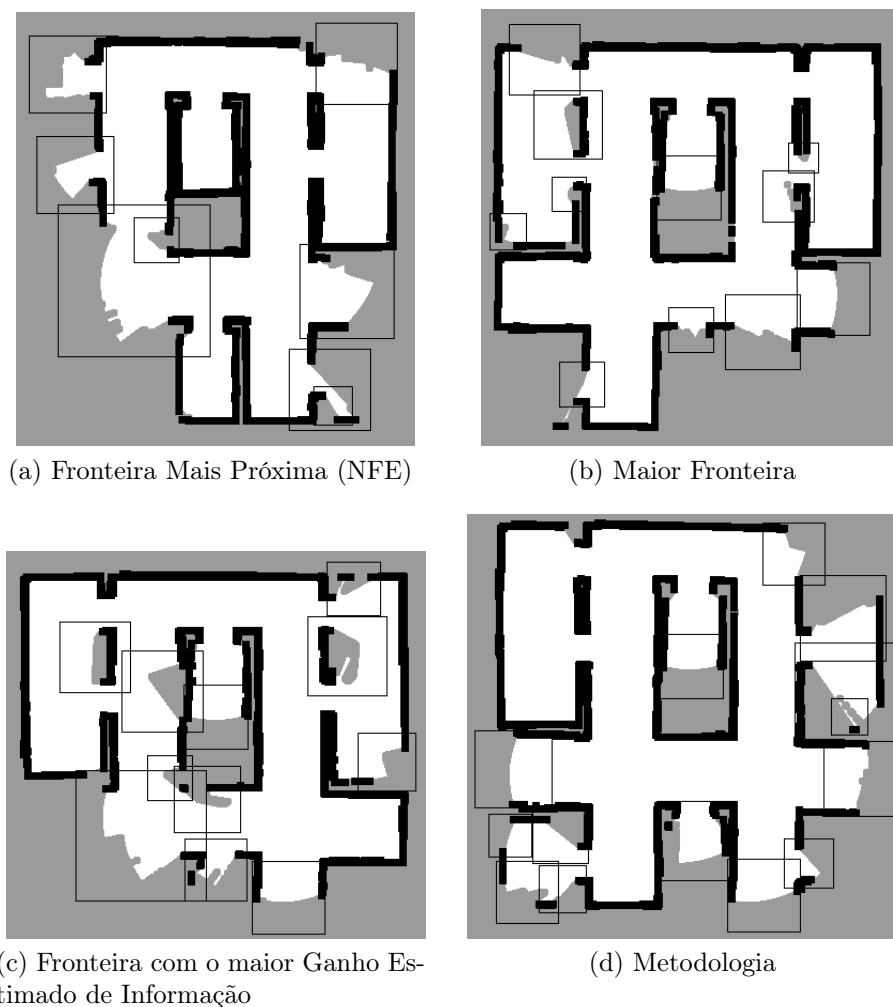 (a) Fronteira Mais Próxima (NFE)
(b) Maior Fronteira
(c) Fronteira com o maior Ganho Es-
timado de Informação
(d) Metodologia